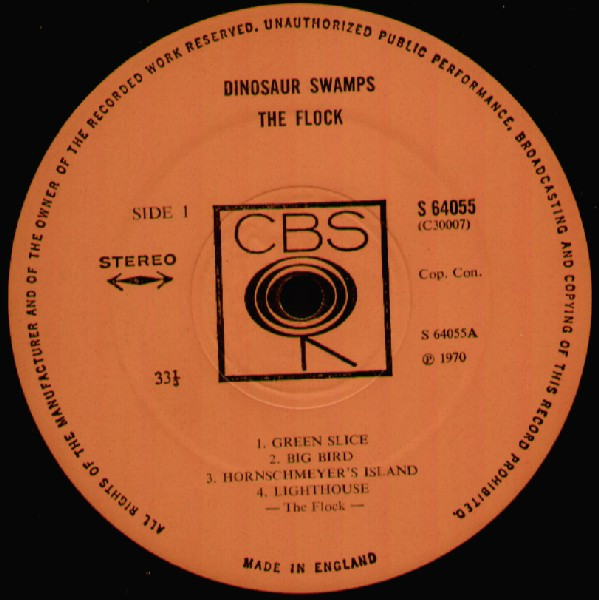 ALL RIGHTS OF THE MANUFACTURER AND OF THE OWNER OF THE RECORDED WORK RESERVED. UNAUTHORIZED PUBLIC PERFORMANCE, BROADCASTING AND COPYING OF THIS RECORD PROHIBITED.
DINOSAUR SWAMPS
THE FLOCK
SIDE 1
STEREO
33⅓
CBS
S 64055
(C30007)
Cop. Con.
S 64055A
℗ 1970
1. GREEN SLICE
2. BIG BIRD
3. HORNSCHMEYER'S ISLAND
4. LIGHTHOUSE
— The Flock —
MADE IN ENGLAND